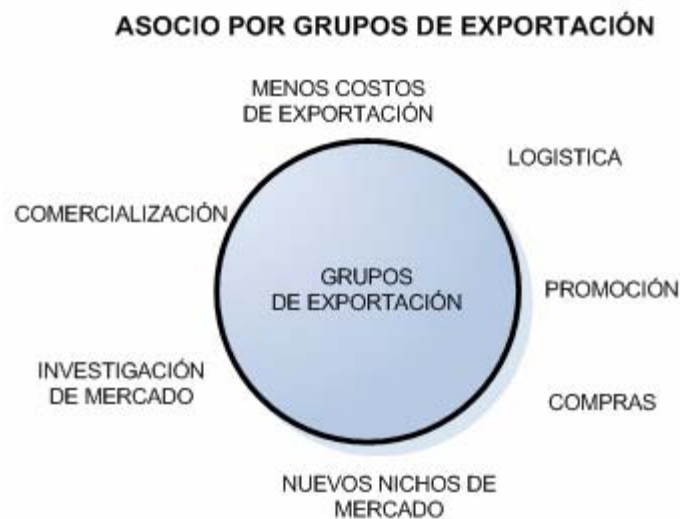 ASOCIO POR GRUPOS DE EXPORTACIÓN
MENOS COSTOS
DE EXPORTACIÓN
LOGISTICA
COMERCIALIZACIÓN
GRUPOS
DE EXPORTACIÓN
PROMOCIÓN
INVESTIGACIÓN
DE MERCADO
COMPRAS
NUEVOS NICHOS DE
MERCADO